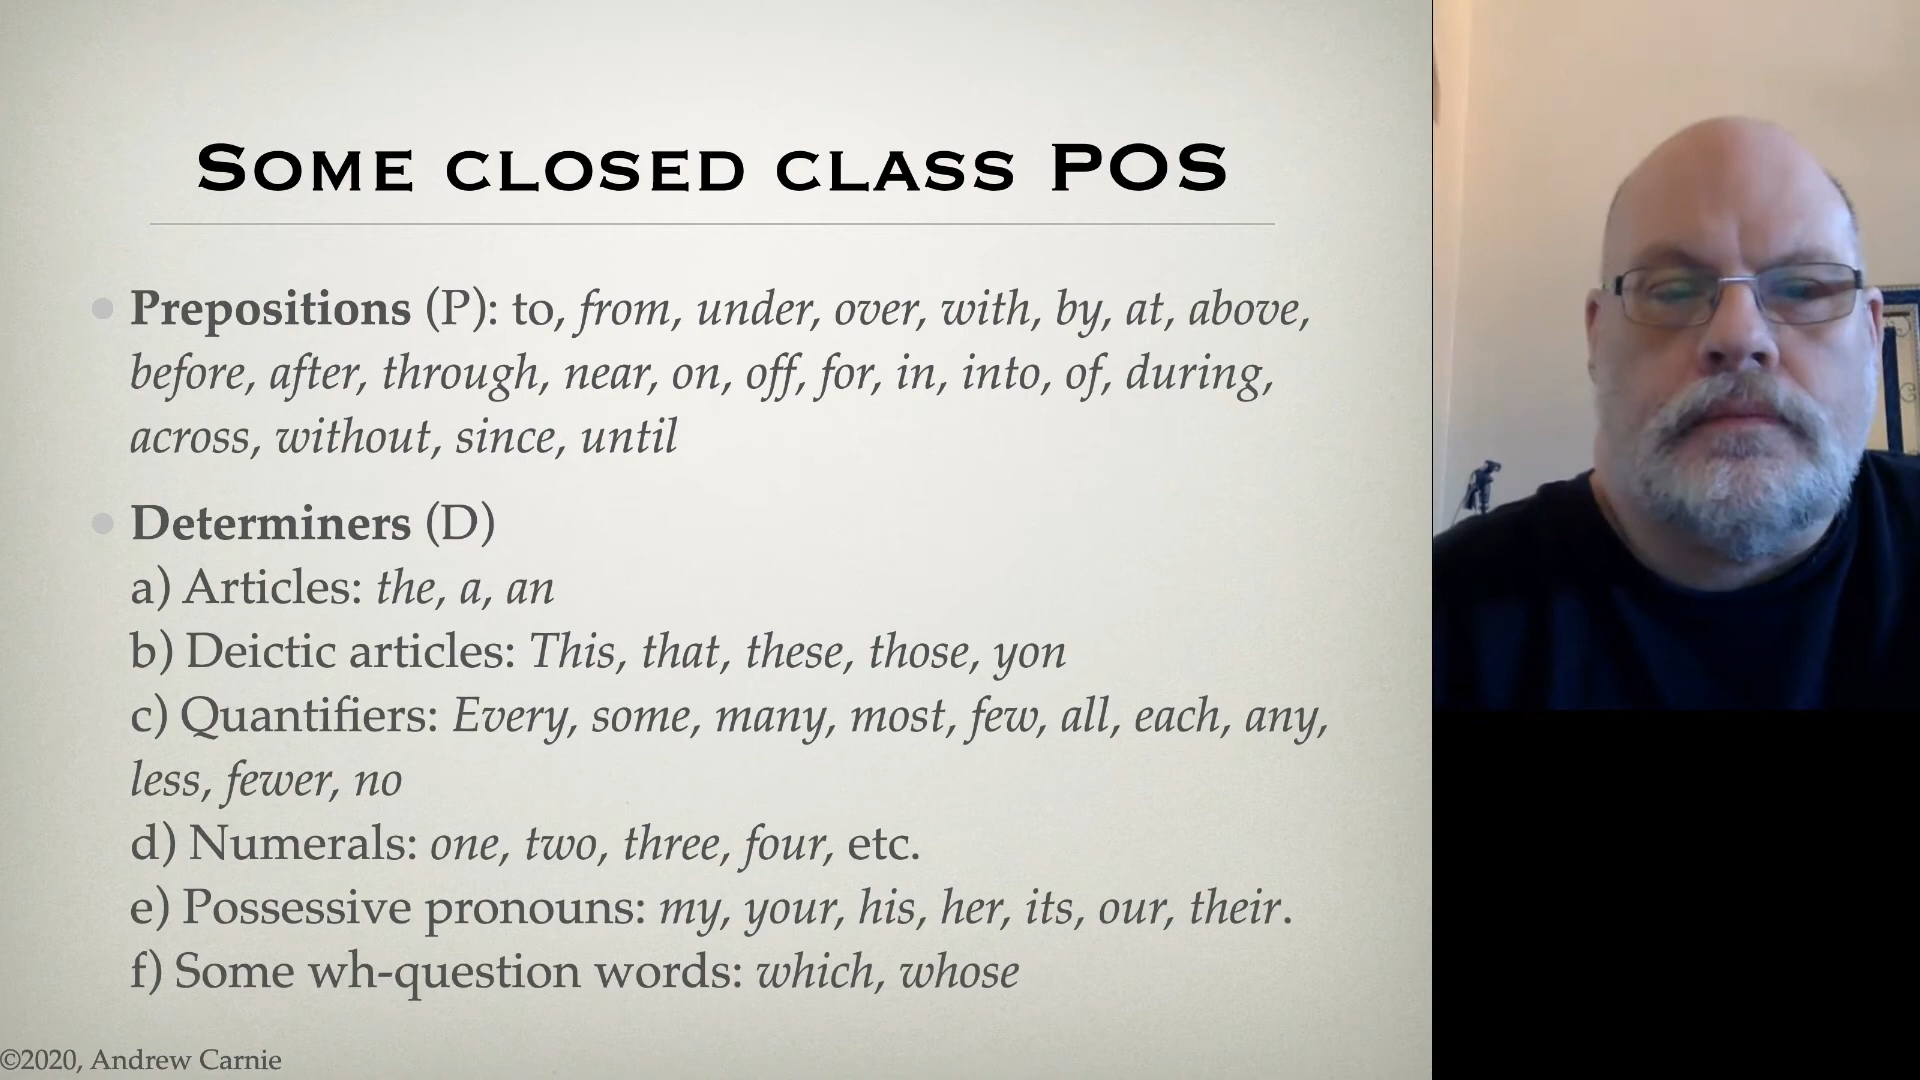 Some closed class POS
Prepositions (P): to, from, under, over, with, by, at, above,
before, after, through, near, on, off, for, in, into, of, during,
across, without, since, until
Determiners (D)
a) Articles: the, a, an
b) Deictic articles: This, that, these, those, yon
c) Quantifiers: Every, some, many, most, few, all, each, any,
less, fewer, no
d) Numerals: one, two, three, four, etc.
e) Possessive pronouns: my, your, his, her, its, our, their.
f) Some wh-question words: which, whose
©2020, Andrew Carnie